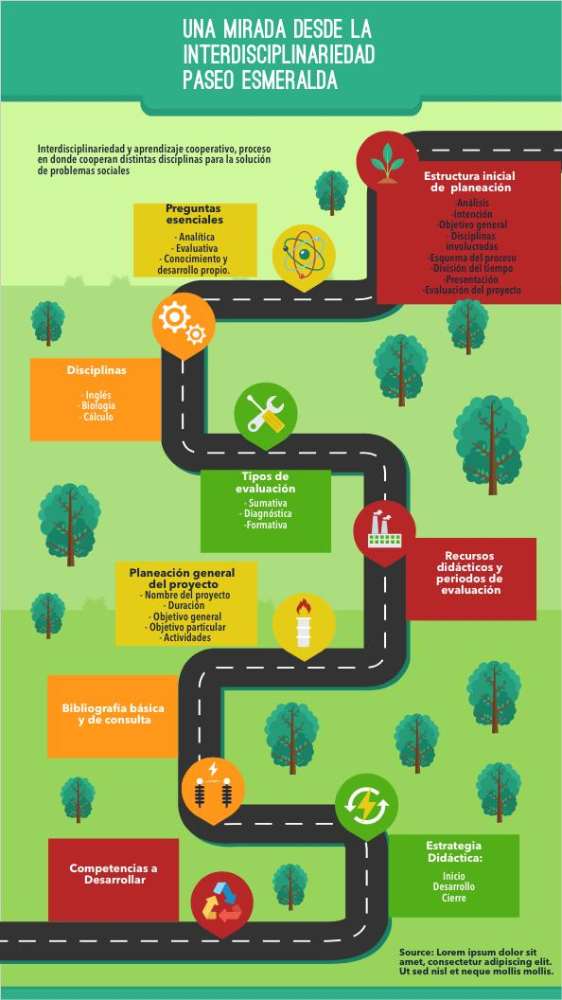 UNA MIRADA DESDE LA
INTERDISCIPLINARIEDAD
PASEO ESMERALDA
Interdisciplinariedad y aprendizaje cooperativo, proceso
en donde cooperan distintas disciplinas para la solución
de problemas sociales
Estructura inicial
de planeación
-Análisis
-Intención
-Objetivo general
- Disciplinas
involucradas
-Esquema del proceso
-División del tiempo
-Presentación
-Evaluación del proyecto
Preguntas
esenciales
- Analítica
- Evaluativa
- Conocimiento y
desarrollo propio.
Disciplinas
- Inglés
- Biología
- Cálculo
Tipos de
evaluación
- Sumativa
- Diagnóstica
-Formativa
Recursos
didácticos y
periodos de
evaluación
Planeación general
del proyecto
- Nombre del proyecto
- Duración
- Objetivo general
- Objetivo particular
- Actividades
Bibliografía básica
y de consulta
Estrategia
Didáctica:
Inicio
Desarrollo
Cierre
Competencias a
Desarrollar
Source: Lorem ipsum dolor sit
amet, consectetur adipiscing elit.
Ut sed nisl et neque mollis mollis.